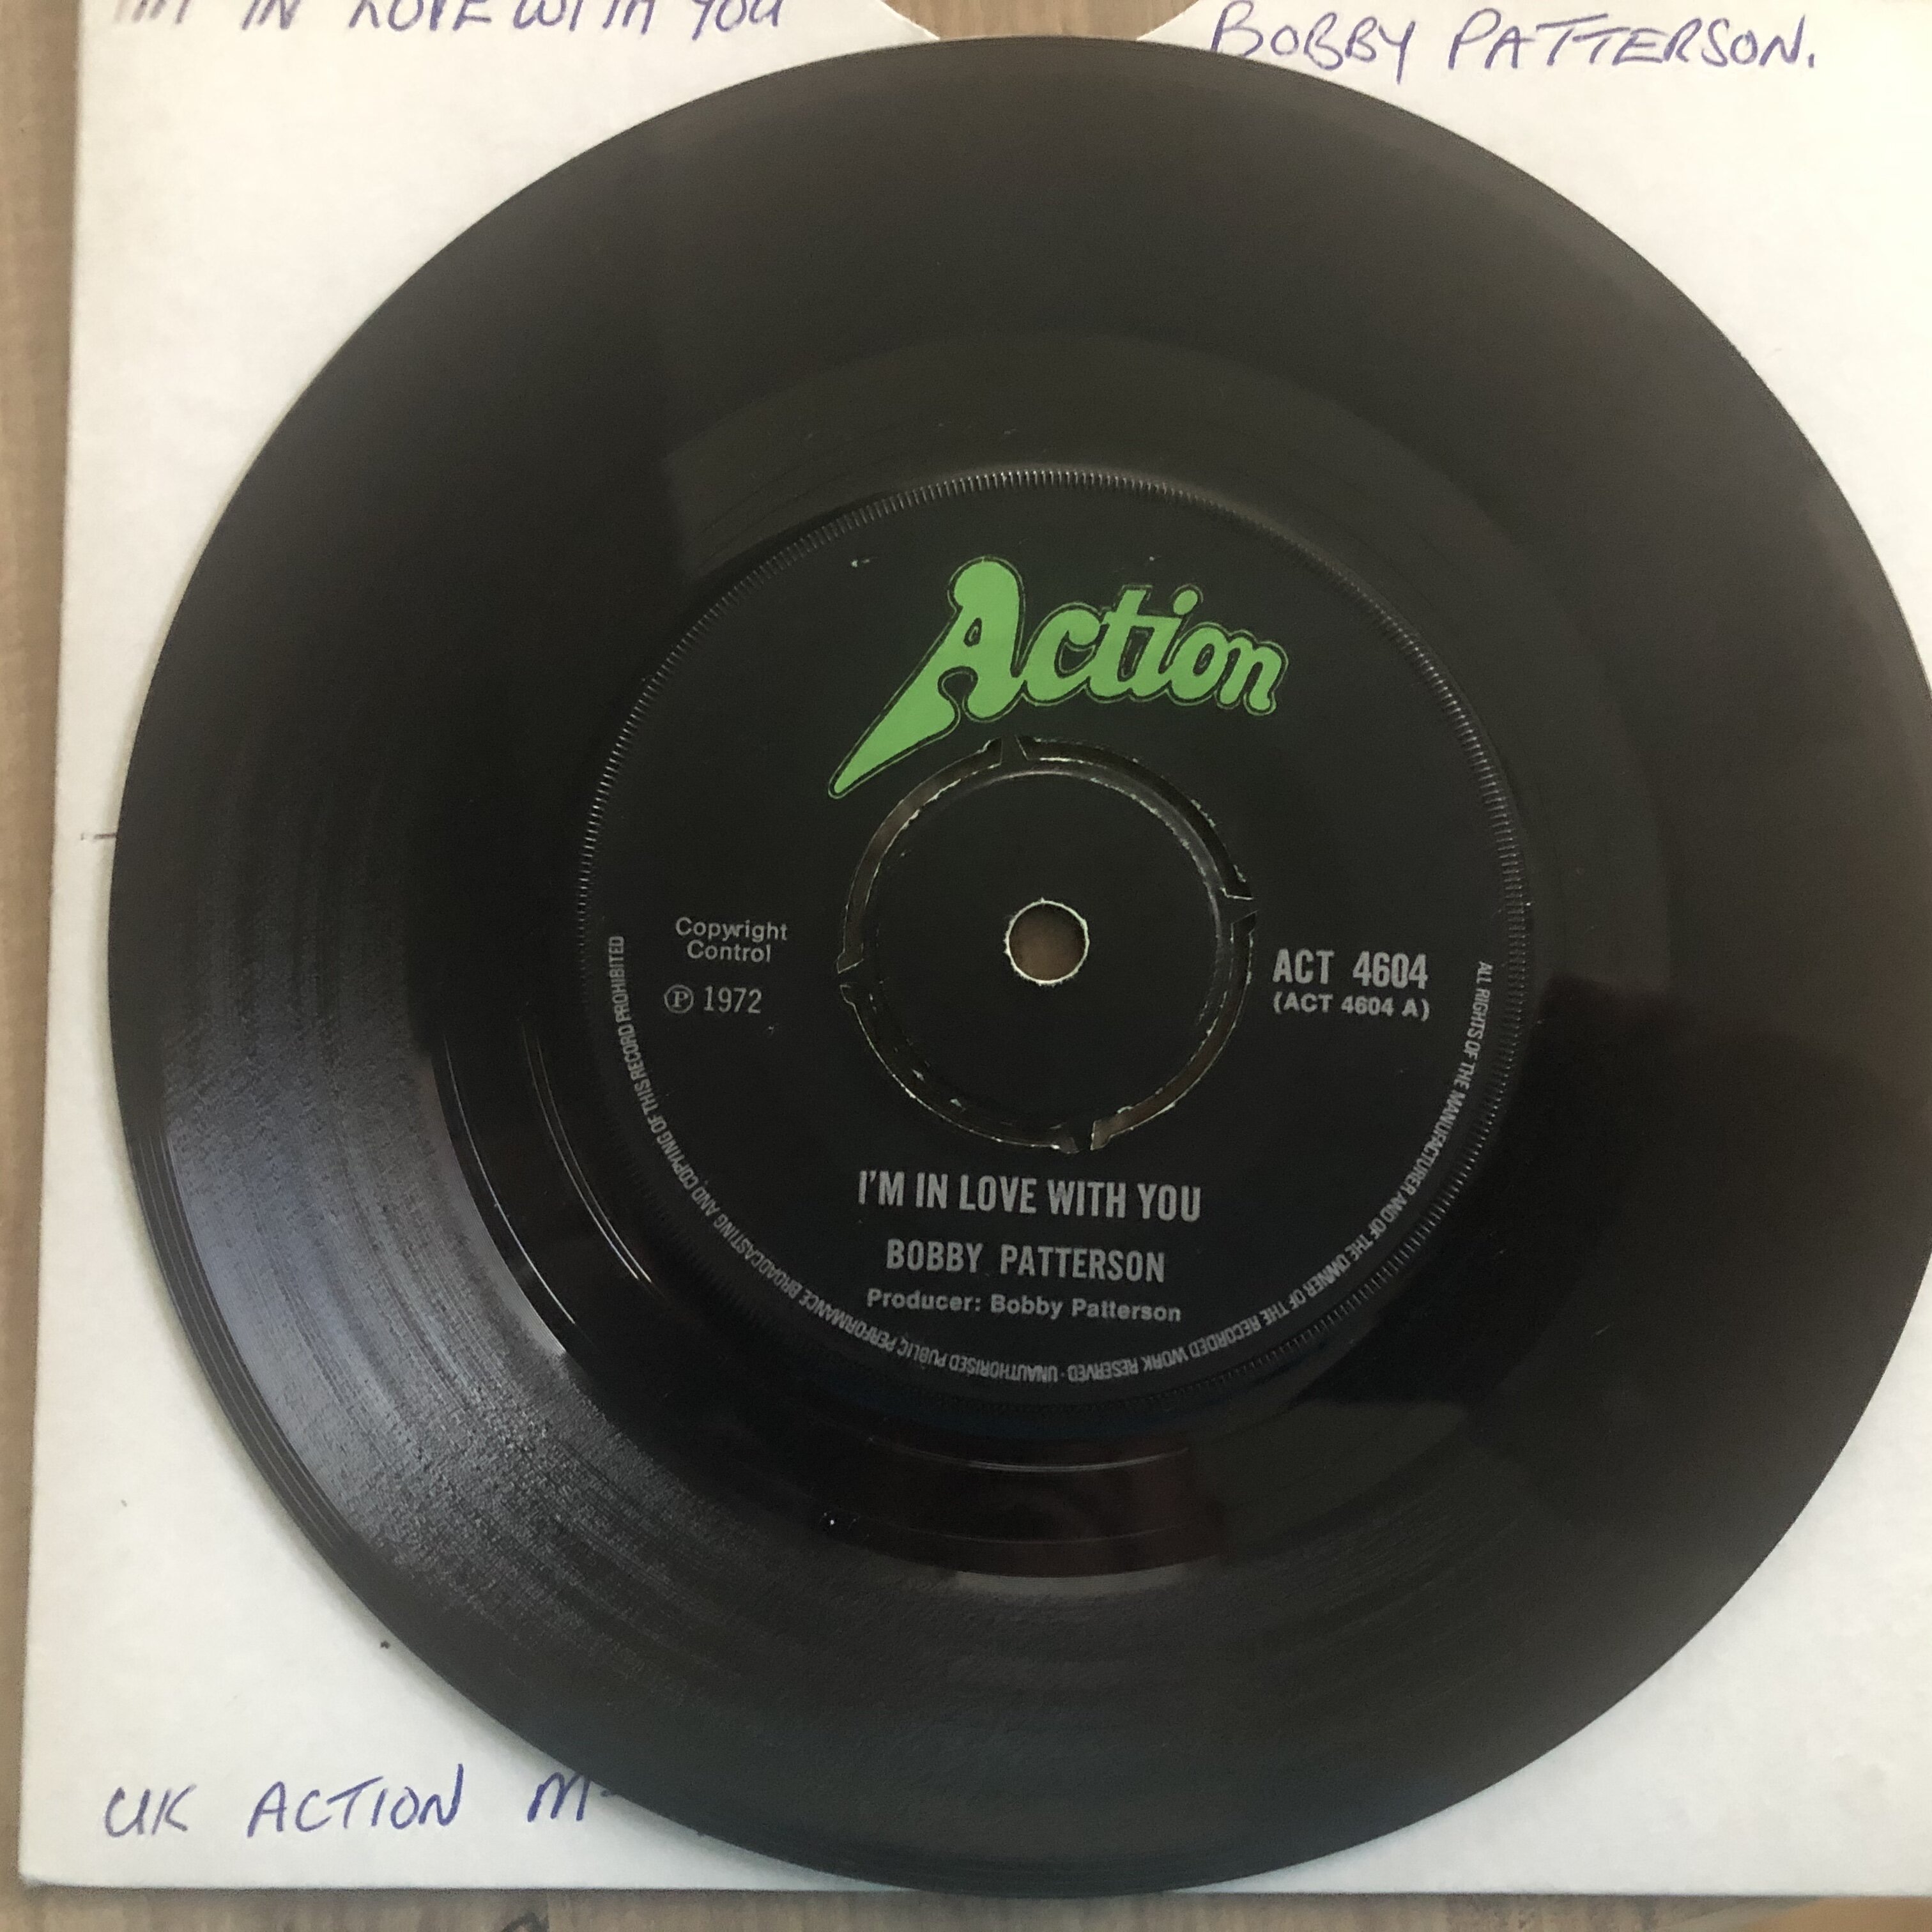 I'M IN LOVE WITH YOU
BOBBY PATTERSON.
Action
Copyright
Control
Ⓟ 1972
ACT 4604
(ACT 4604 A)
I'M IN LOVE WITH YOU
BOBBY PATTERSON
Producer: Bobby Patterson
ALL RIGHTS OF THE MANUFACTURER AND OF THE OWNER OF THE RECORDED WORK RESERVED · UNAUTHORISED PUBLIC PERFORMANCE BROADCASTING AND COPYING OF THIS RECORD PROHIBITED
UK ACTION M-